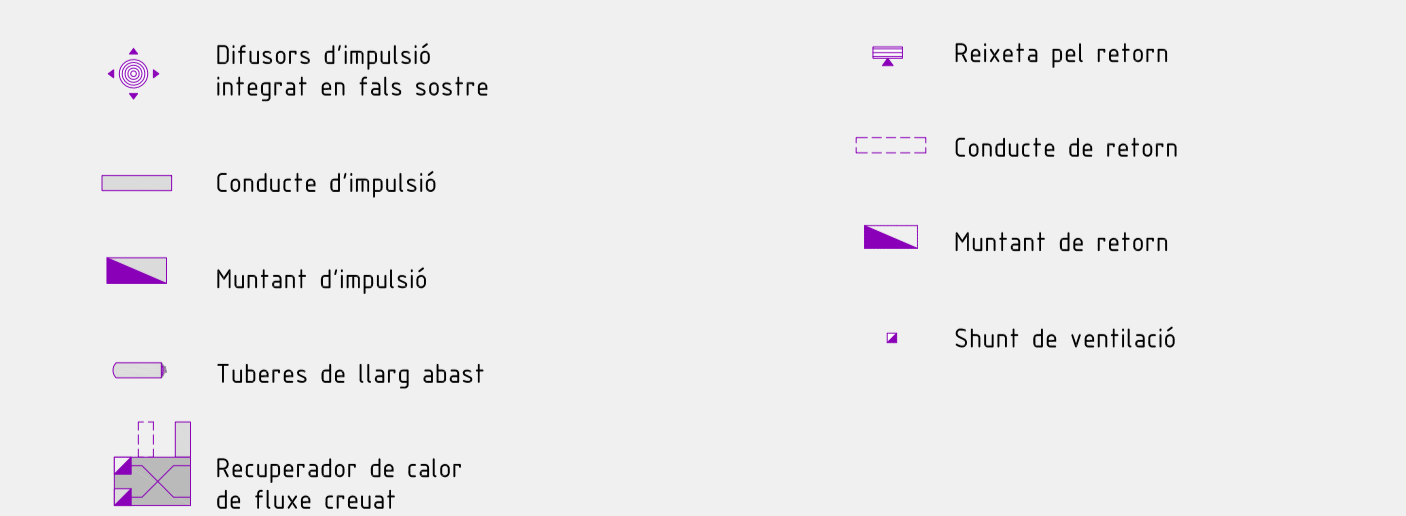 Difusors d'impulsió
integrat en fals sostre
Conducte d'impulsió
Muntant d'impulsió
Tuberes de llarg abast
Recuperador de calor
de fluxe creuat
Reixeta pel retorn
Conducte de retorn
Muntant de retorn
Shunt de ventilació